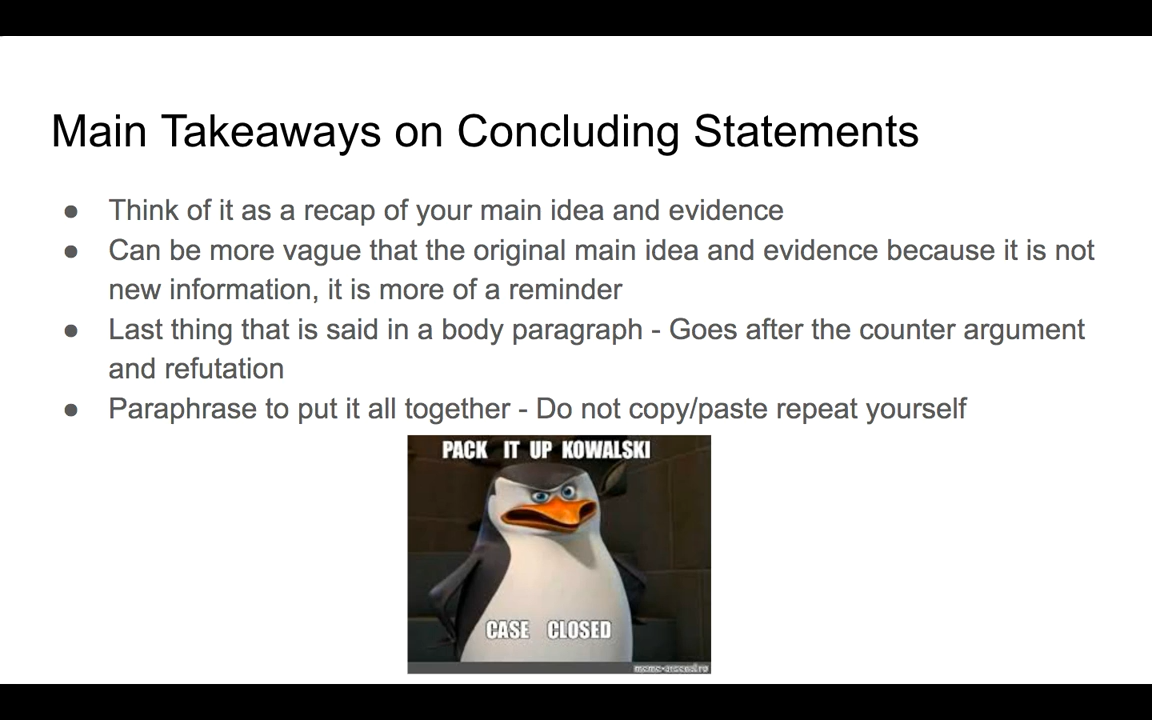 Main Takeaways on Concluding Statements
● Think of it as a recap of your main idea and evidence
● Can be more vague that the original main idea and evidence because it is not
new information, it is more of a reminder
● Last thing that is said in a body paragraph - Goes after the counter argument
and refutation
● Paraphrase to put it all together - Do not copy/paste repeat yourself
PACK IT UP KOWALSKI
CASE CLOSED